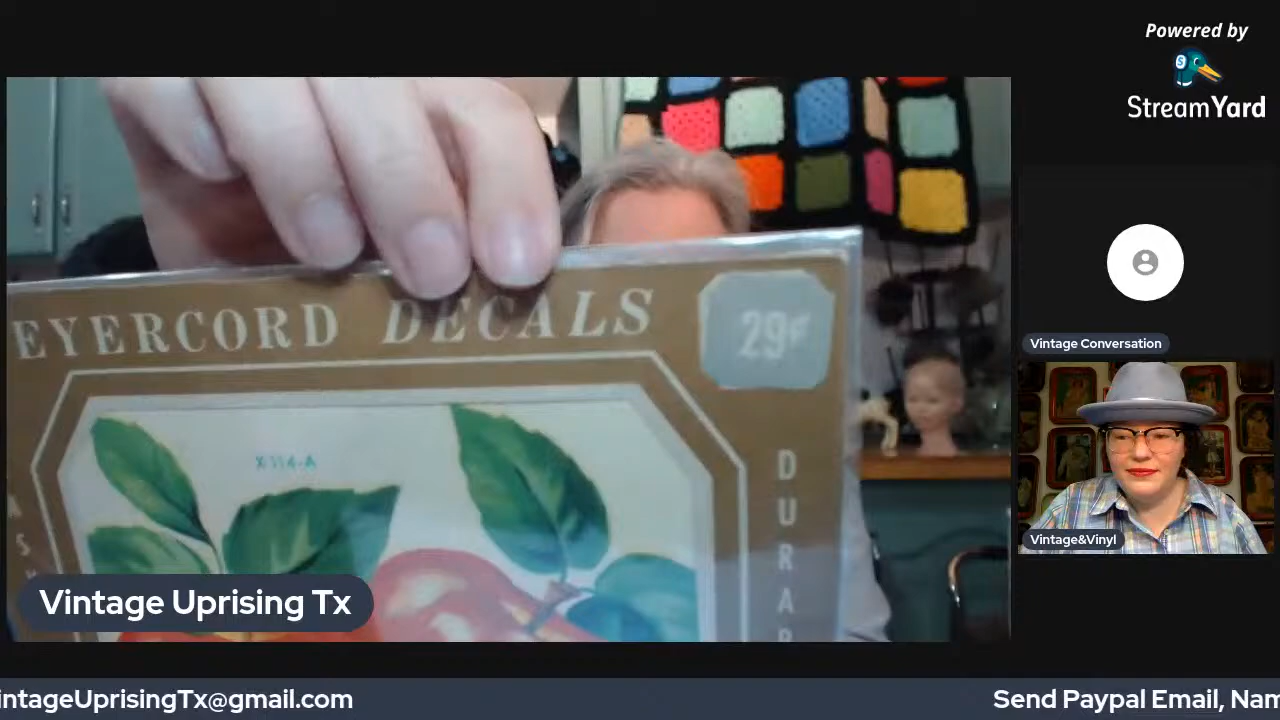 Powered by
StreamYard
EYERCORD DECALS
29¢
X114-A
DURAB
Vintage Conversation
Vintage&Vinyl
Vintage Uprising Tx
intageUprisingTx@gmail.com
Send Paypal Email, Nam